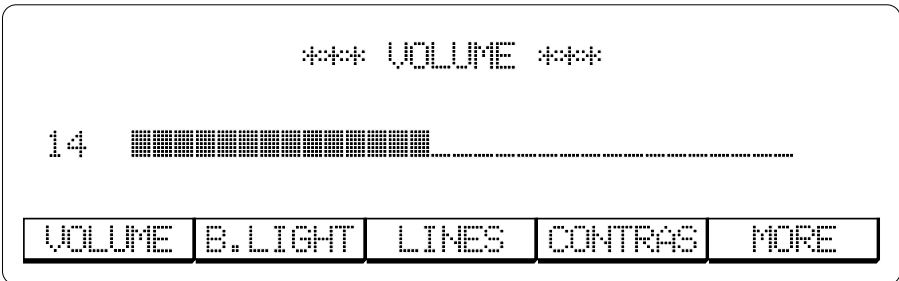 *** VOLUME ***
14
VOLUME B.LIGHT LINES CONTRAS MORE